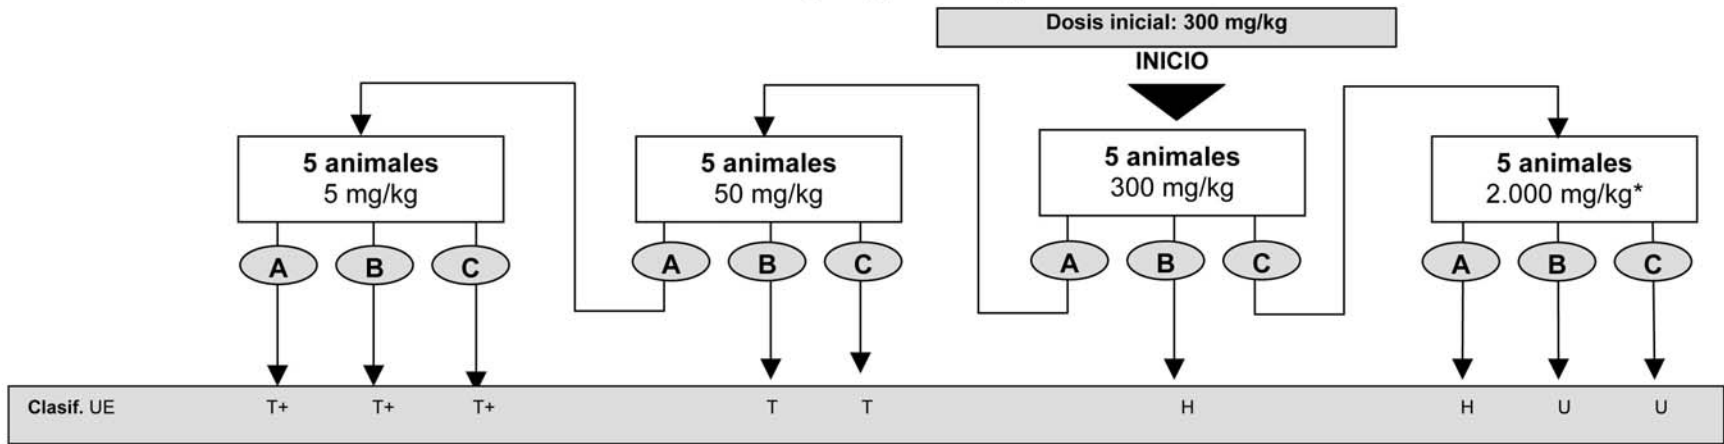 Dosis inicial: 300 mg/kg
INICIO
5 animales
5 mg/kg
5 animales
50 mg/kg
5 animales
300 mg/kg
5 animales
2.000 mg/kg*
A B C A B C A B C A B C
Clasif. UE T+ T+ T+ T T H H U U